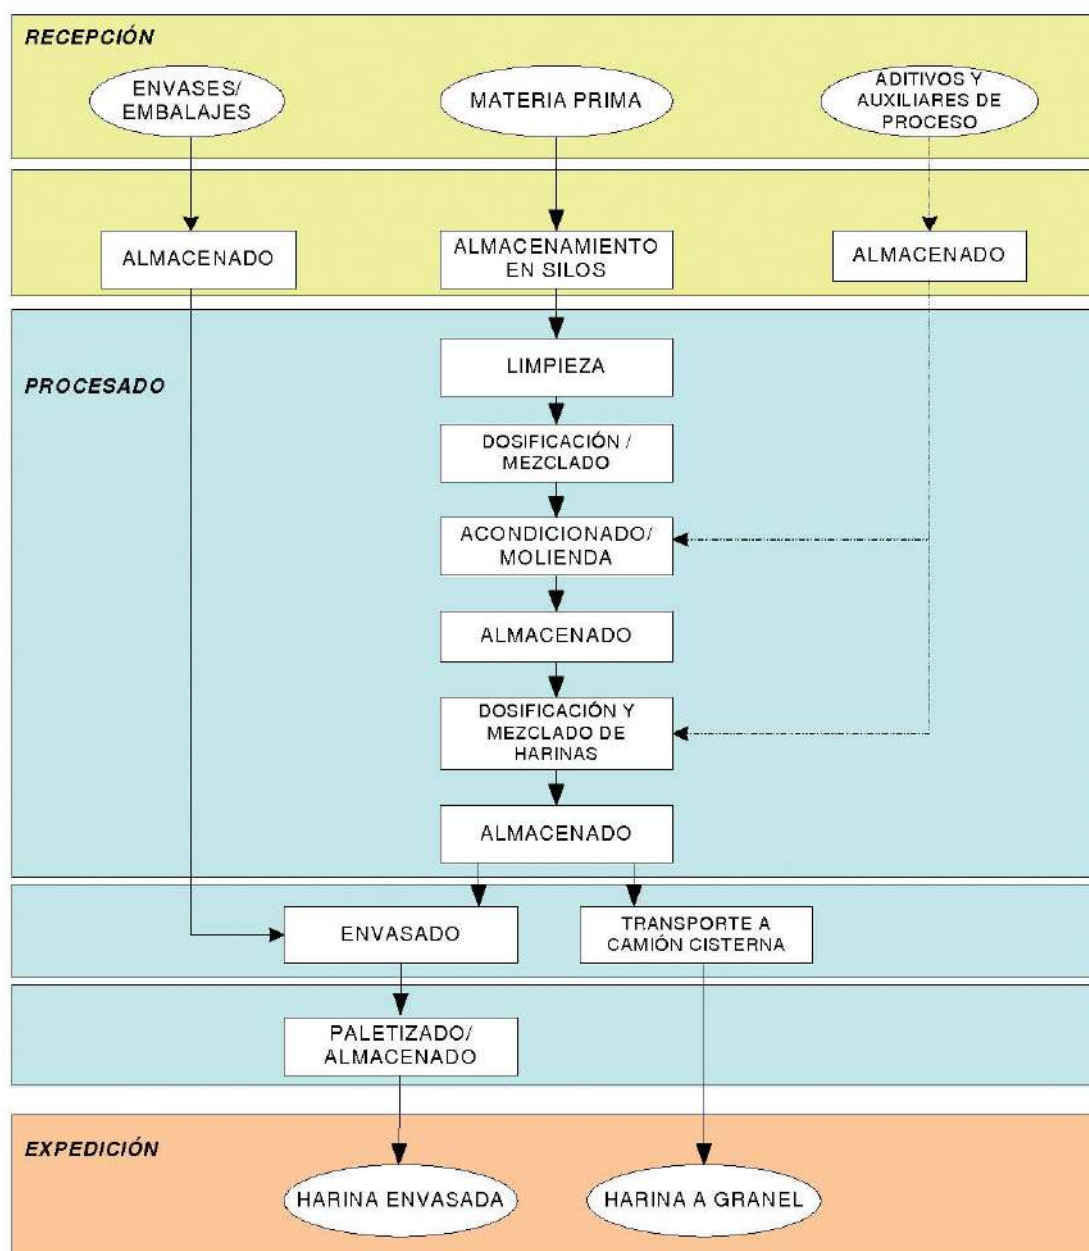 RECEPCIÓN
ENVASES/
EMBALAJES
MATERIA PRIMA
ADITIVOS Y
AUXILIARES DE
PROCESO
ALMACENADO
ALMACENAMIENTO
EN SILOS
ALMACENADO
PROCESADO
LIMPIEZA
DOSIFICACIÓN /
MEZCLADO
ACONDICIONADO/
MOLIENDA
ALMACENADO
DOSIFICACIÓN Y
MEZCLADO DE
HARINAS
ALMACENADO
ENVASADO
TRANSPORTE A
CAMIÓN CISTERNA
PALETIZADO/
ALMACENADO
EXPEDICIÓN
HARINA ENVASADA
HARINA A GRANEL